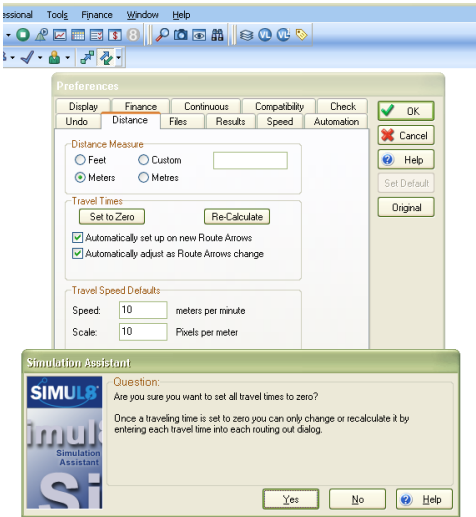 essional Tools Finance Window Help
Preferences
Display Finance Continuous Compatibility Check
Undo Distance Files Results Speed Automation
OK
Cancel
Help
Set Default
Original
Distance Measure
Feet Custom
Meters Metres
Travel Times
Set to Zero Re-Calculate
Automatically set up on new Route Arrows
Automatically adjust as Route Arrows change
Travel Speed Defaults
Speed: 10 meters per minute
Scale: 10 Pixels per meter
Simulation Assistant
SIMUL8
imul
Simulation
Assistant
Si
Question:
Are you sure you want to set all travel times to zero?
Once a traveling time is set to zero you can only change or recalculate it by
entering each travel time into each routing out dialog.
Yes No Help